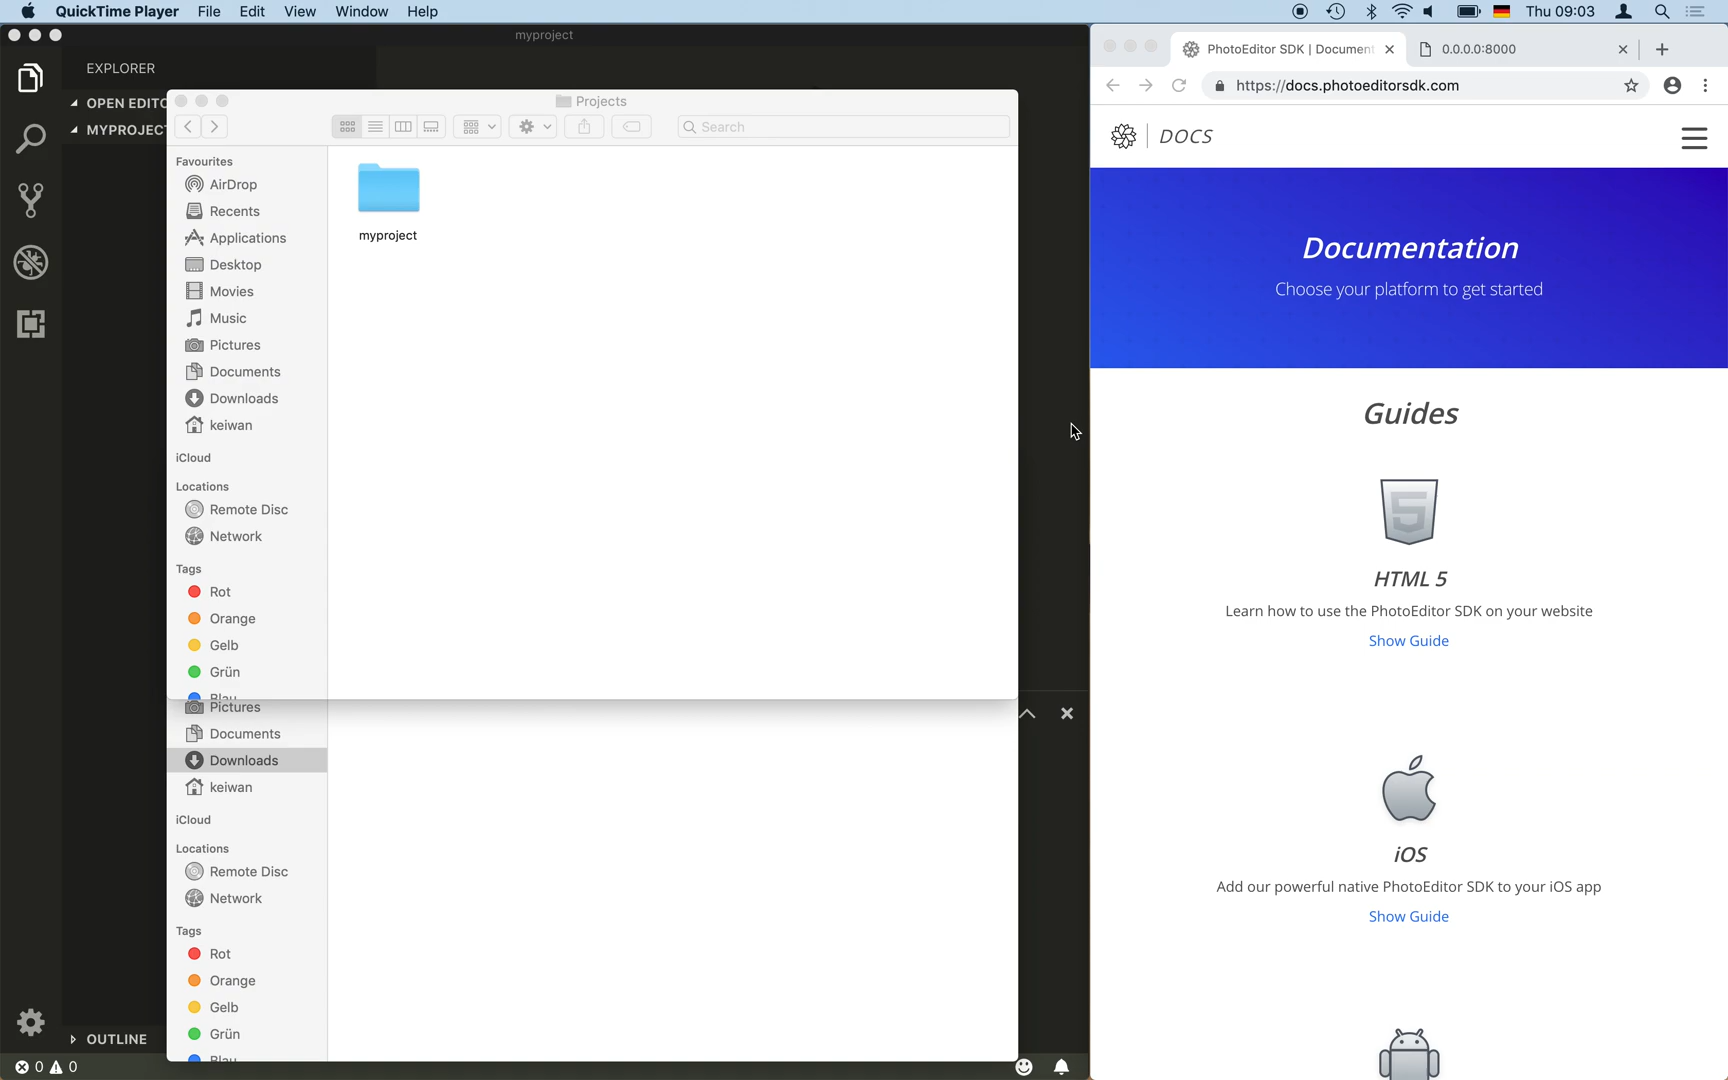 QuickTime Player File Edit View Window Help
Thu 09:03
myproject
EXPLORER
OPEN EDITO
MYPROJECT
OUTLINE
0 0
Projects
Search
Favourites
AirDrop
Recents
Applications
Desktop
Movies
Music
Pictures
Documents
Downloads
keiwan
iCloud
Locations
Remote Disc
Network
Tags
Rot
Orange
Gelb
Grün
Blau
myproject
Pictures
Documents
Downloads
keiwan
iCloud
Locations
Remote Disc
Network
Tags
Rot
Orange
Gelb
Grün
Blau
PhotoEditor SDK | Document
0.0.0.0:8000
https://docs.photoeditorsdk.com
DOCS
Documentation
Choose your platform to get started
Guides
HTML 5
Learn how to use the PhotoEditor SDK on your website
Show Guide
iOS
Add our powerful native PhotoEditor SDK to your iOS app
Show Guide